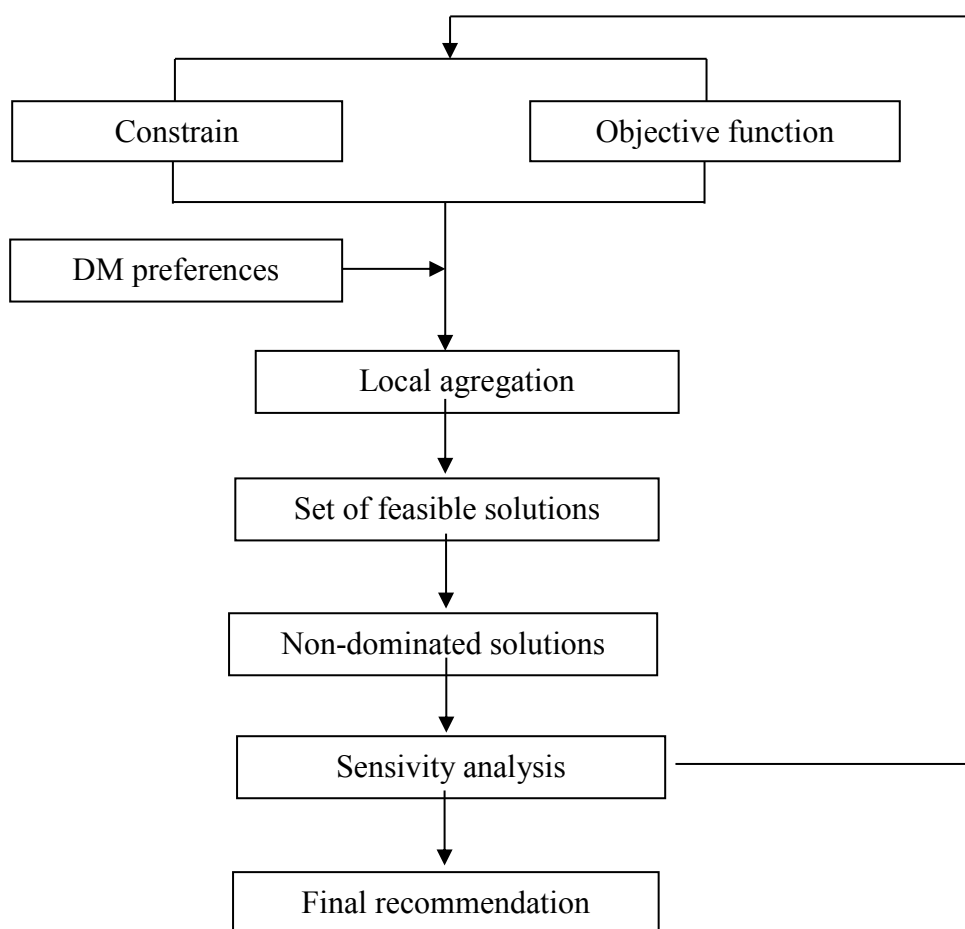 Constrain
Objective function
DM preferences
Local agregation
Set of feasible solutions
Non-dominated solutions
Sensivity analysis
Final recommendation